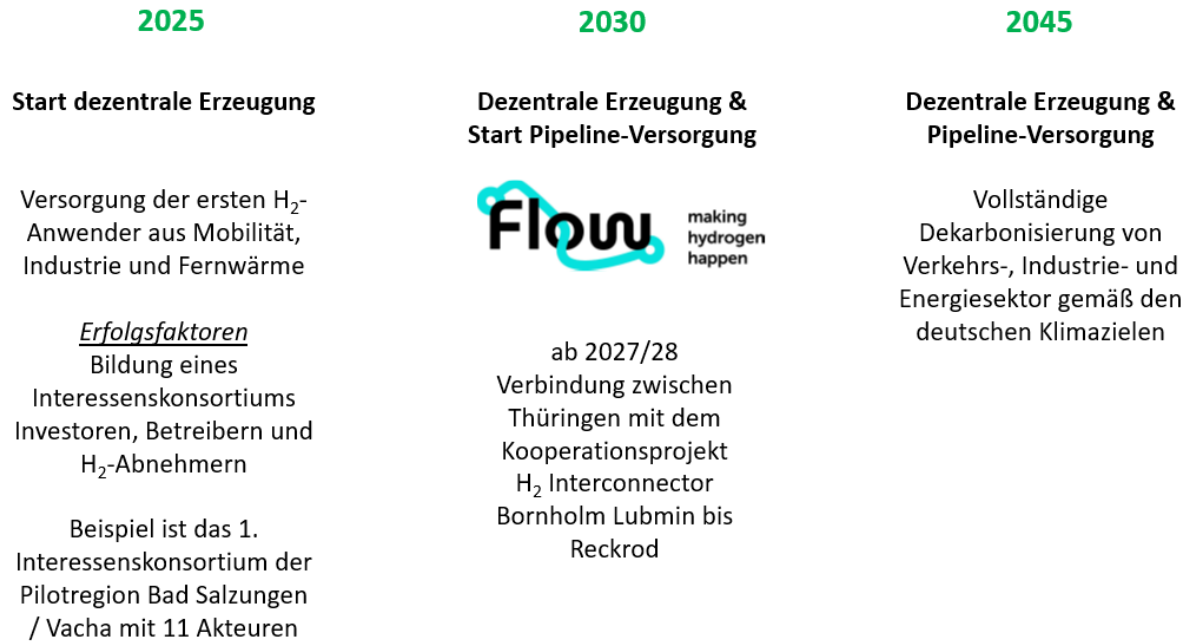 2025
Start dezentrale Erzeugung
Versorgung der ersten H₂-
Anwender aus Mobilität,
Industrie und Fernwärme
Erfolgsfaktoren
Bildung eines
Interessenskonsortiums
Investoren, Betreibern und
H₂-Abnehmern
Beispiel ist das 1.
Interessenskonsortium der
Pilotregion Bad Salzungen
/ Vacha mit 11 Akteuren
2030
Dezentrale Erzeugung &
Start Pipeline-Versorgung
Flow
making
hydrogen
happen
ab 2027/28
Verbindung zwischen
Thüringen mit dem
Kooperationsprojekt
H₂ Interconnector
Bornholm Lubmin bis
Reckrod
2045
Dezentrale Erzeugung &
Pipeline-Versorgung
Vollständige
Dekarbonisierung von
Verkehrs-, Industrie- und
Energiesektor gemäß den
deutschen Klimazielen